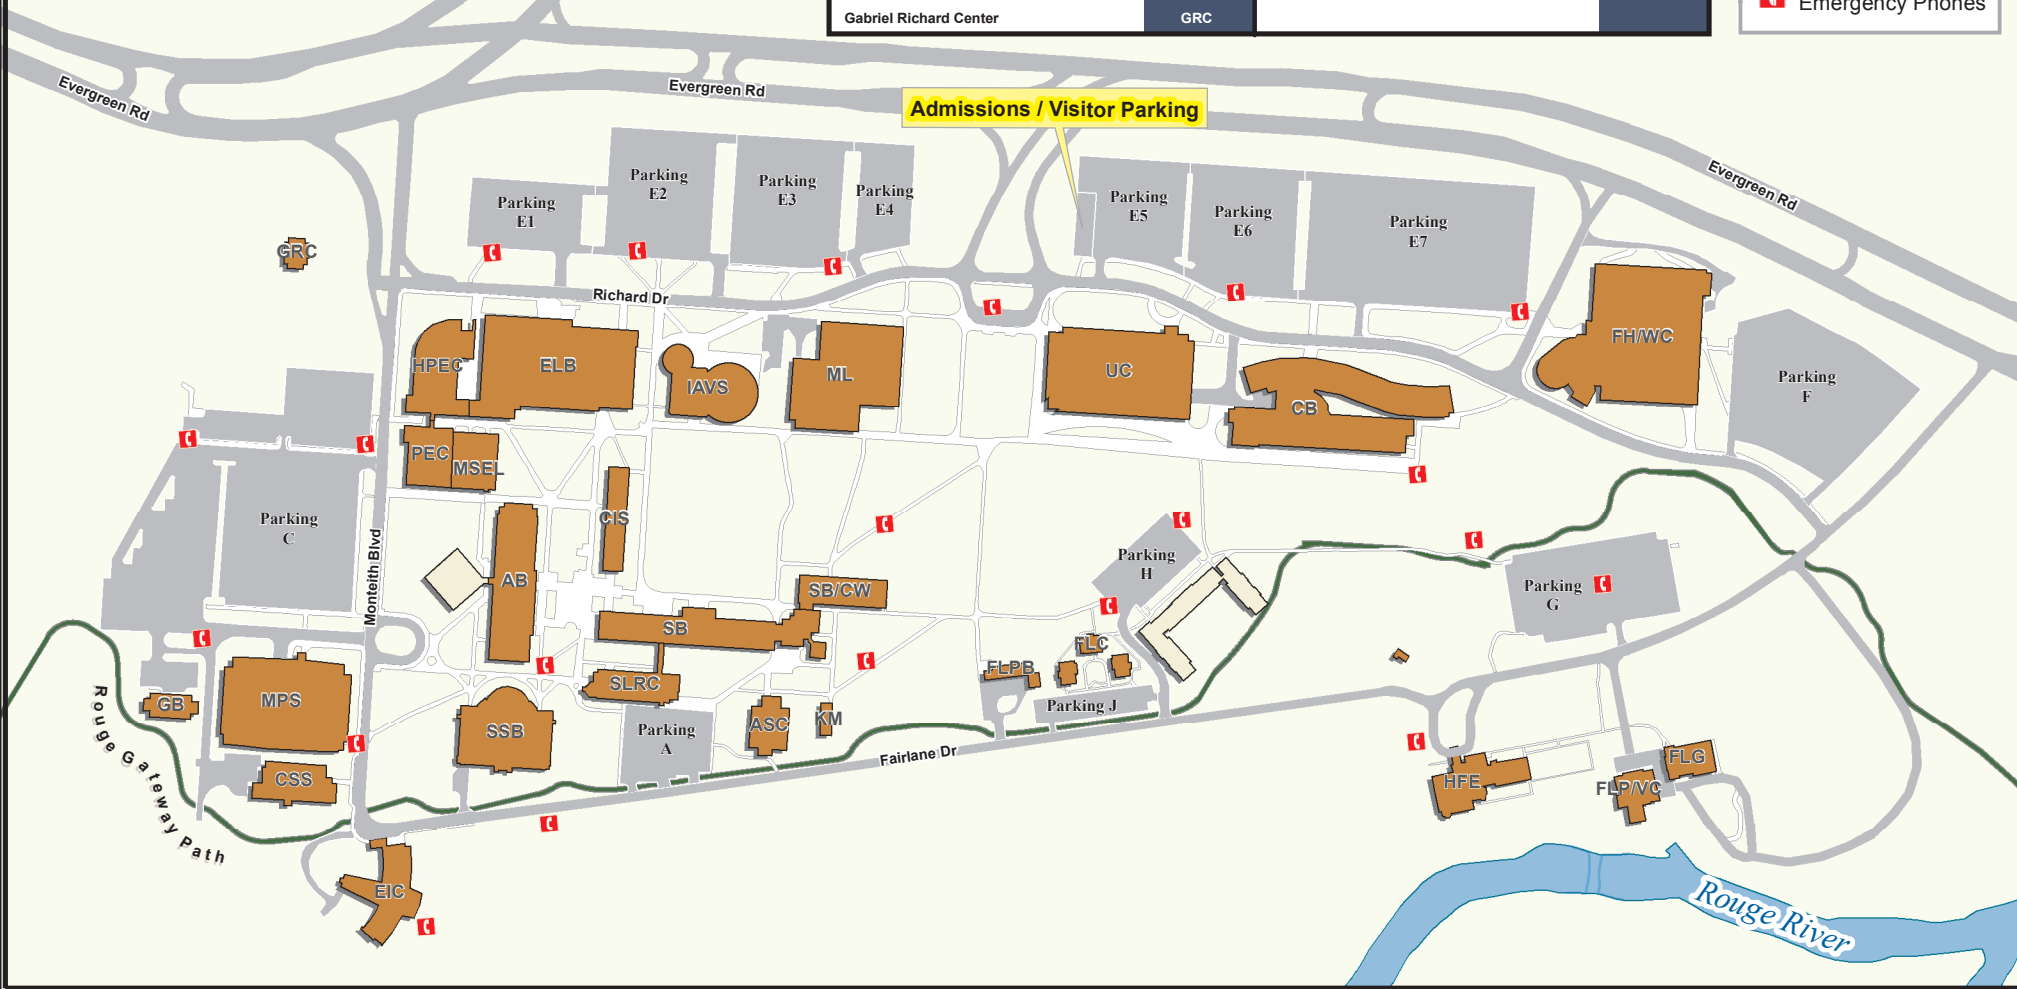 Gabriel Richard Center
GRC
Emergency Phones
Evergreen Rd
Evergreen Rd
Admissions / Visitor Parking
Evergreen Rd
Parking
E1
Parking
E2
Parking
E3
Parking
E4
Parking
E5
Parking
E6
Parking
E7
GRC
Richard Dr
HPEC
ELB
IAVS
ML
UC
CB
FH/WC
Parking
F
PEC
MSEL
CIS
Parking
C
Monteith Blvd
AB
SB/CW
SB
Parking
H
Parking
G
FLC
FLPB
SLRC
MPS
GB
SSB
Parking
A
ASC
KM
Parking J
Fairlane Dr
CSS
HFE
FLG
FLP/VC
Rouge Gateway Path
EIC
Rouge River